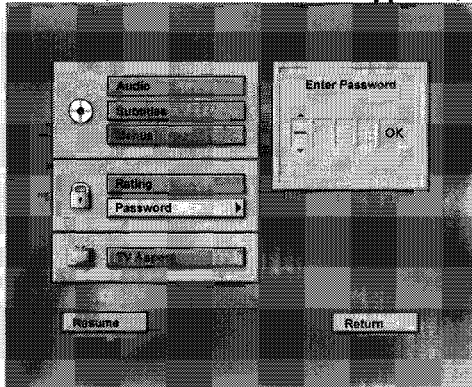 Audio
Subtitles
Menus
Rating
Password
TV Aspect
Enter Password
OK
Resume
Return